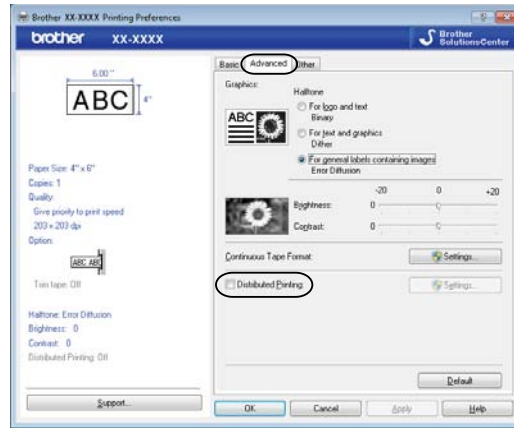 Brother XX-XXXX Printing Preferences
brother XX-XXXX
Brother
SolutionsCenter
6.00 "
ABC
4"
Paper Size: 4" x 6"
Copies: 1
Quality:
Give priority to print speed
203 x 203 dpi
Option:
ABC ABC
Trim tape: Off
Halftone: Error Diffusion
Brightness: 0
Contrast: 0
Distributed Printing: Off
Support...
Basic Advanced Other
Graphics:
ABC
Halftone
For logo and text
Binary
For text and graphics
Dither
For general labels containing images
Error Diffusion
-20 0 +20
Brightness: 0
Contrast: 0
Continuous Tape Format: Settings...
Distributed Printing: Settings...
Default
OK Cancel Apply Help